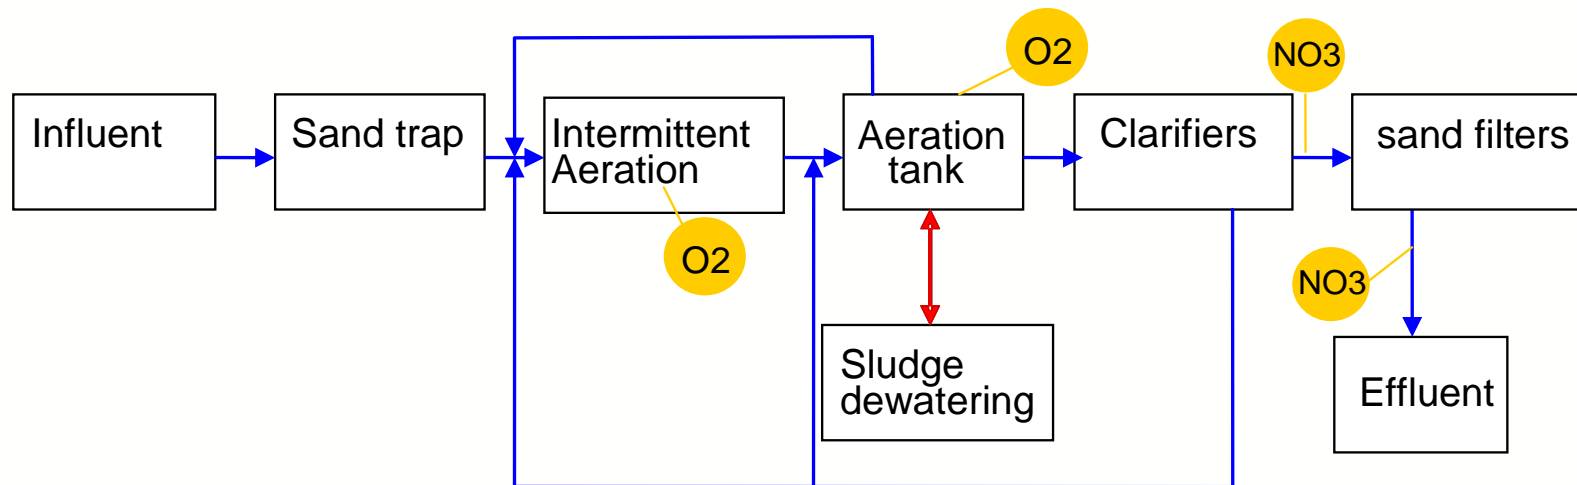 O2
NO3
Influent
Sand trap
Intermittent
Aeration
Aeration
tank
Clarifiers
sand filters
O2
NO3
Sludge
dewatering
Effluent